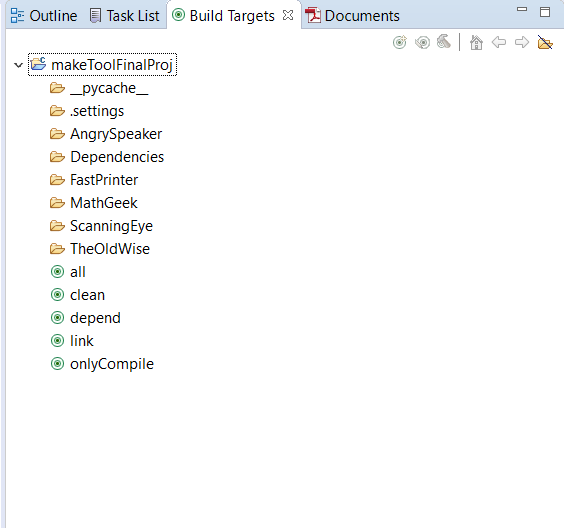 Outline Task List Build Targets Documents
makeToolFinalProj
__pycache__
.settings
AngrySpeaker
Dependencies
FastPrinter
MathGeek
ScanningEye
TheOldWise
all
clean
depend
link
onlyCompile